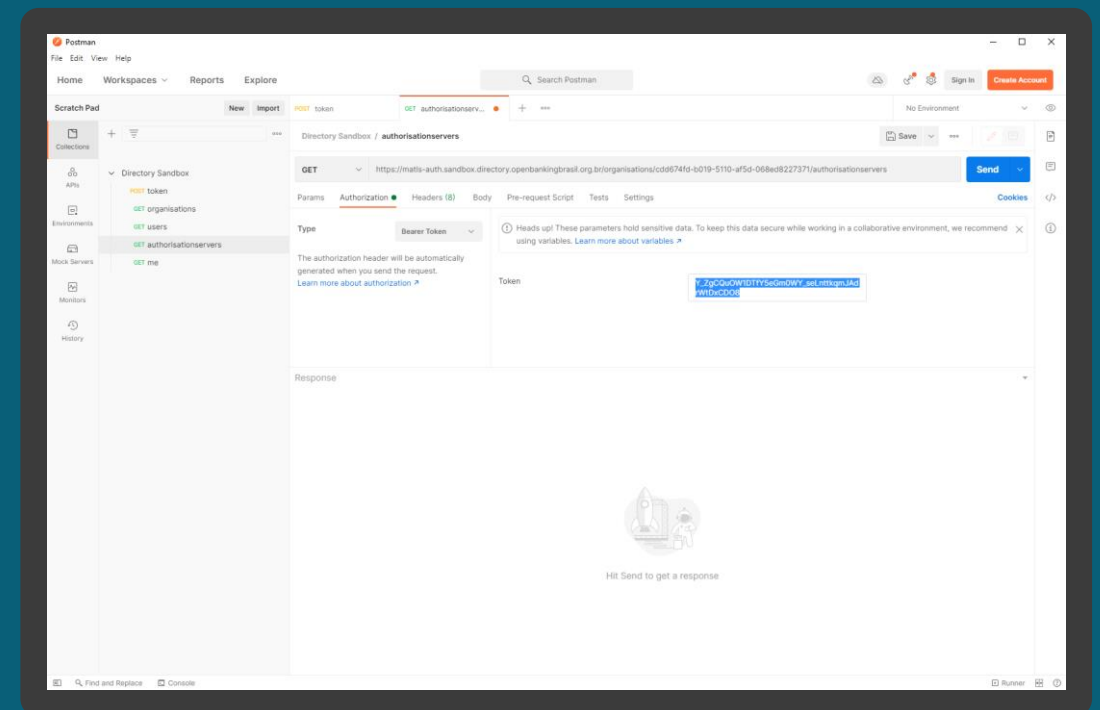 Postman
File Edit View Help
Home Workspaces Reports Explore
Search Postman
Sign In Create Account
Scratch Pad New Import
POST token GET authorisationserv...
No Environment
Collections
APIs
Environments
Mock Servers
Monitors
History
Directory Sandbox
POST token
GET organisations
GET users
GET authorisationservers
GET me
Directory Sandbox / authorisationservers
Save
GET https://matls-auth.sandbox.directory.openbankingbrasil.org.br/organisations/cdd674fd-b019-5110-af5d-068ed8227371/authorisationservers Send
Params Authorization Headers (8) Body Pre-request Script Tests Settings Cookies
Type Bearer Token
The authorization header will be automatically
generated when you send the request.
Learn more about authorization
Heads up! These parameters hold sensitive data. To keep this data secure while working in a collaborative environment, we recommend
using variables. Learn more about variables
Token
Response
Hit Send to get a response
Find and Replace Console
Runner